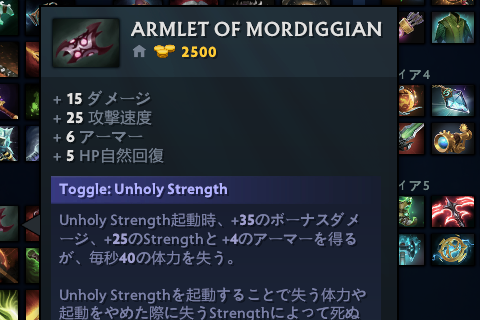 ARMLET OF MORDIGGIAN
2500
+ 15 ダメージ
+ 25 攻撃速度
+ 6 アーマー
+ 5 HP自然回復
イア4
Toggle: Unholy Strength
イア5
Unholy Strength起動時、+35のボーナスダメ
ージ、+25のStrengthと +4のアーマーを得る
が、毎秒40の体力を失う。
Unholy Strengthを起動することで失う体力や
起動をやめた際に失うStrengthによって死ぬ